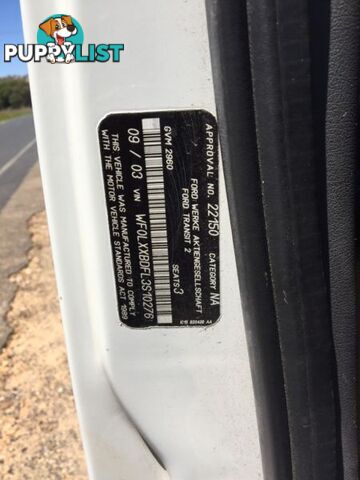 PUPPYLIST
APPROVAL NO. 22150 CATEGORY NA
FORD WERKE AKTIENGESELLSCHAFT
FORD TRANSIT 2
GVM 2960 SEATS 3
09 / 03 VIN WF0LXXBDFL3S10276
THIS VEHICLE WAS MANUFACTURED TO COMPLY
WITH THE MOTOR VEHICLE STANDARDS ACT 1989